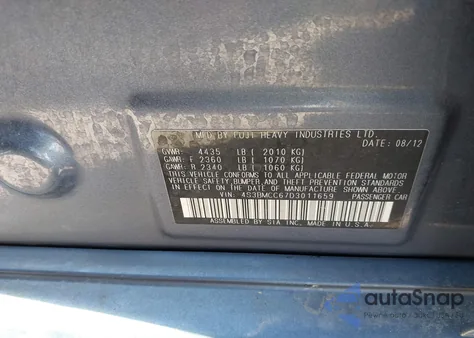 MFD BY FUJI HEAVY INDUSTRIES LTD.
DATE: 08/12
GVWR: 4435 LB (2010 KG)
GAWR: F 2360 LB (1070 KG)
GAWR: R 2340 LB (1060 KG)
THIS VEHICLE CONFORMS TO ALL APPLICABLE FEDERAL MOTOR
VEHICLE SAFETY, BUMPER, AND THEFT PREVENTION STANDARDS
IN EFFECT ON THE DATE OF MANUFACTURE SHOWN ABOVE.
VIN: 4S3BMCC67D3011659 PASSENGER CAR
ASSEMBLED BY SIA INC. MADE IN U.S.A.
autoSnap